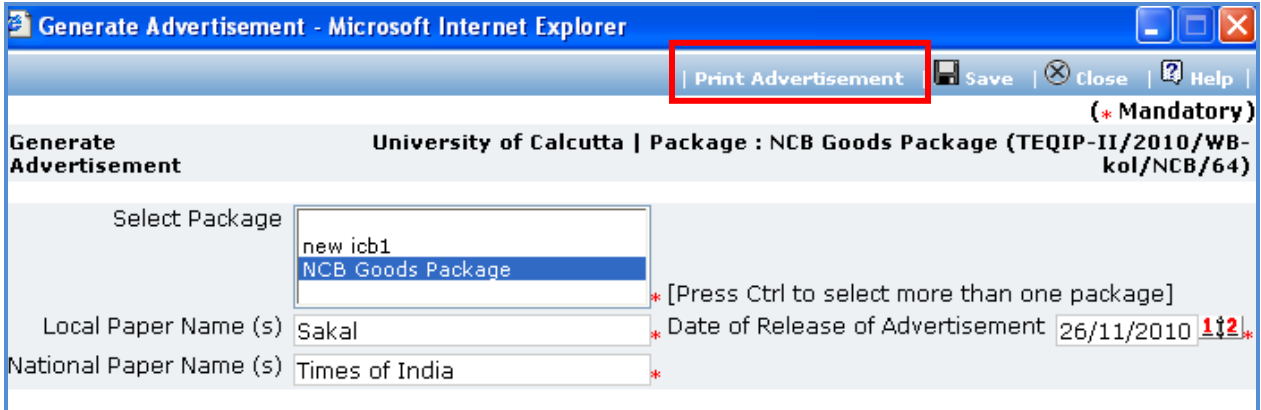 Generate Advertisement - Microsoft Internet Explorer
| Print Advertisement | Save | Close | Help |
(* Mandatory)
Generate Advertisement
University of Calcutta | Package : NCB Goods Package (TEQIP-II/2010/WB-
kol/NCB/64)
Select Package
new icb1
NCB Goods Package
* [Press Ctrl to select more than one package]
Local Paper Name (s) Sakal * Date of Release of Advertisement 26/11/2010 *
National Paper Name (s) Times of India *